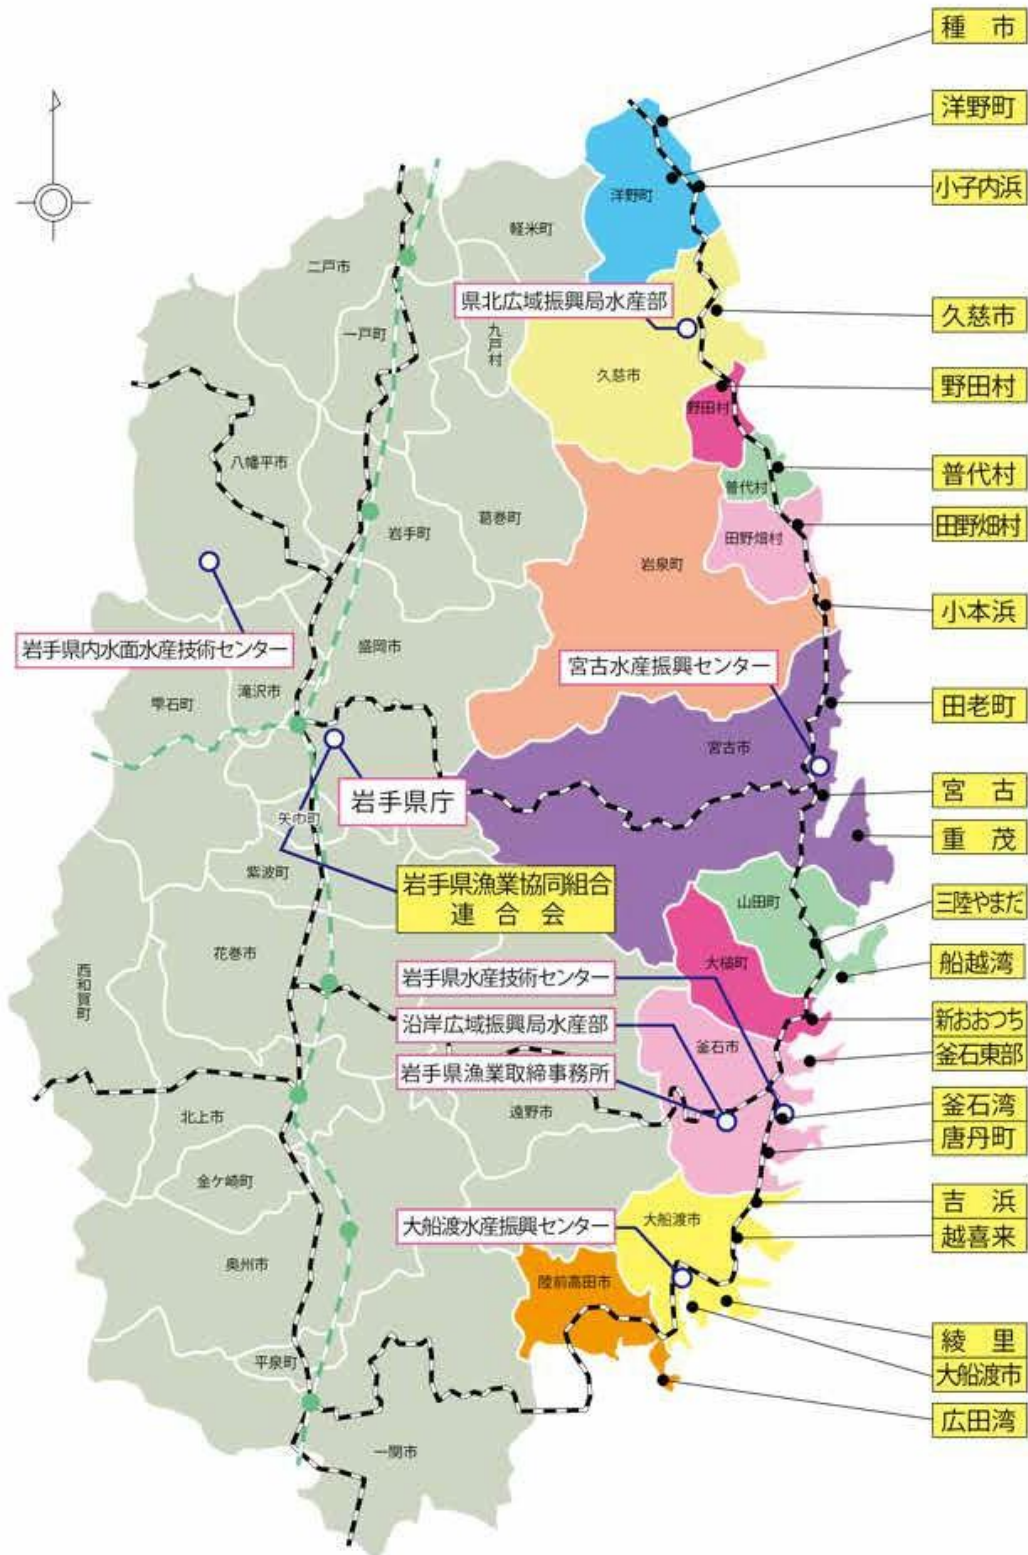 種 市
洋野町
小子内浜
久慈市
野田村
普代村
田野畑村
小本浜
田老町
宮 古
重 茂
三陸やまだ
船越湾
新おおつち
釜石東部
釜石湾
唐丹町
吉 浜
越喜来
綾 里
大船渡市
広田湾
洋野町
軽米町
二戸市
県北広域振興局水産部
一戸町
九戸村
久慈市
野田村
八幡平市
普代村
葛巻町
岩手町
田野畑村
岩泉町
岩手県内水面水産技術センター
盛岡市
宮古水産振興センター
滝沢市
雫石町
宮古市
岩手県庁
矢巾町
紫波町
岩手県漁業協同組合
連 合 会
山田町
花巻市
大槌町
西和賀町
岩手県水産技術センター
沿岸広域振興局水産部
釜石市
岩手県漁業取締事務所
遠野市
北上市
金ケ崎町
大船渡水産振興センター
大船渡市
奥州市
陸前高田市
平泉町
一関市